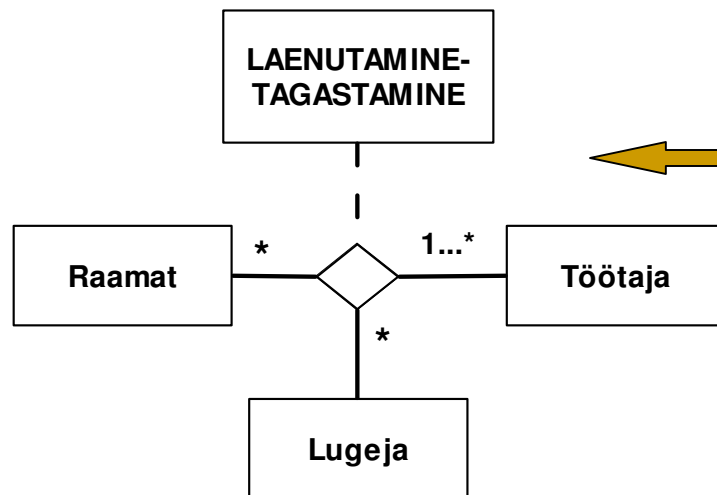 LAENUTAMINE-
TAGASTAMINE
* 1...*
Raamat
Töötaja
*
Lugeja